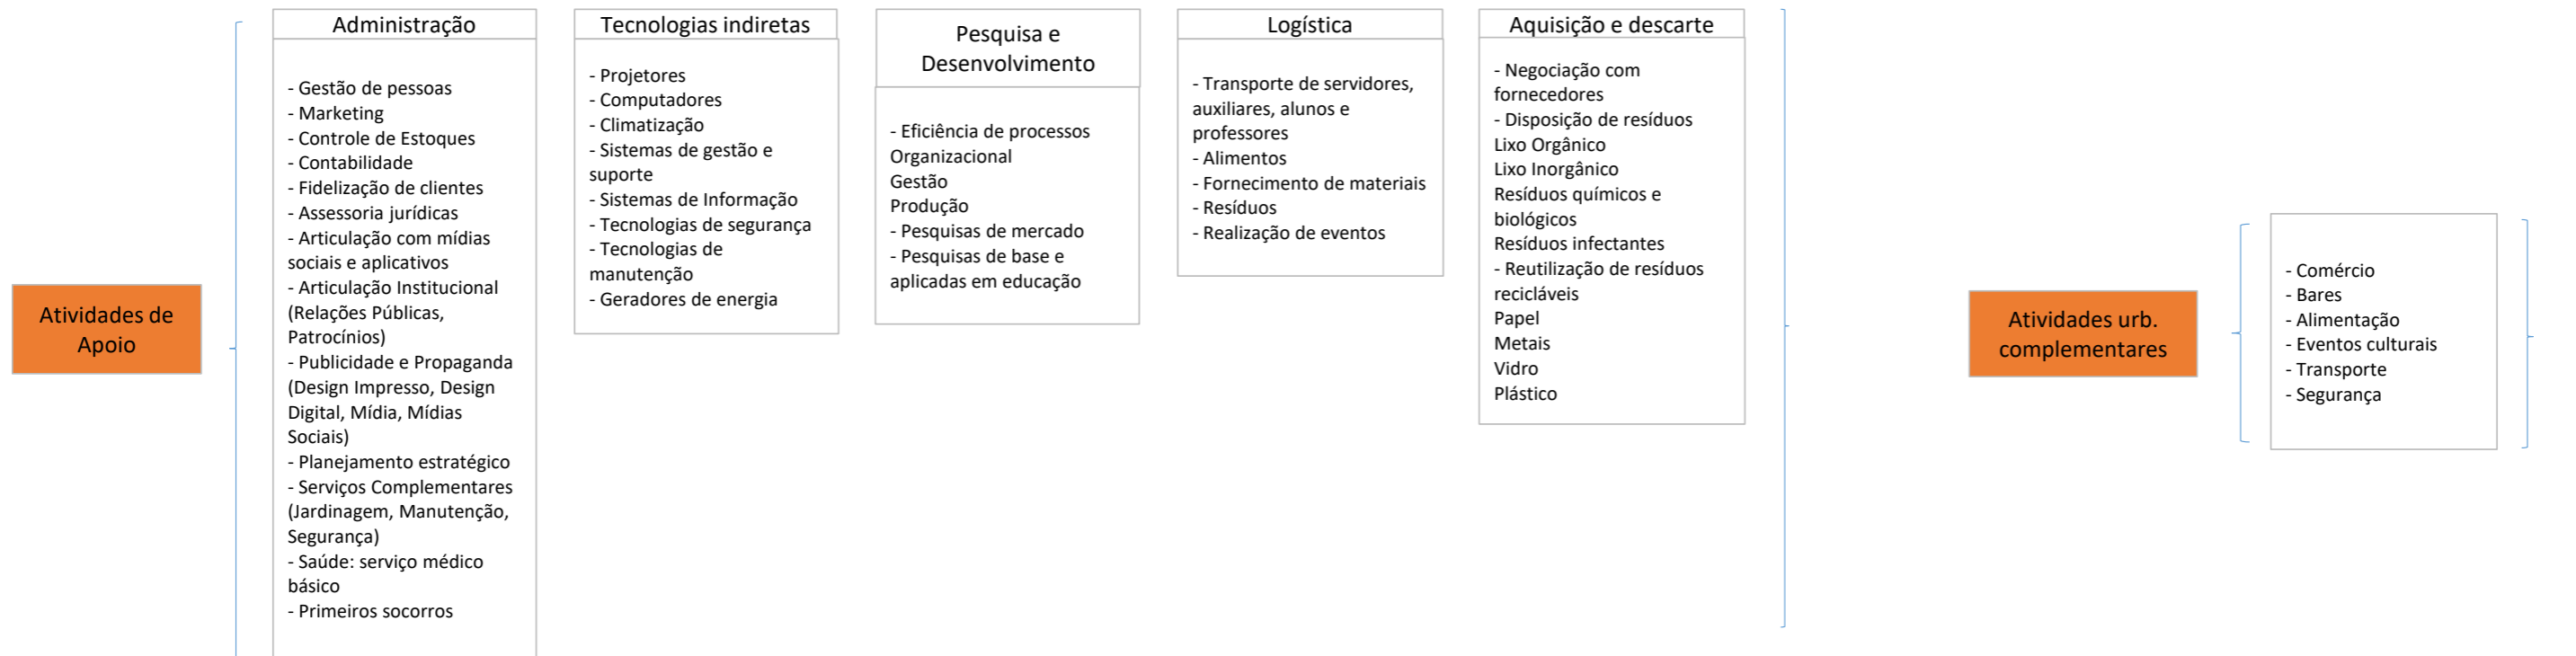 Atividades de
Apoio
Administração
- Gestão de pessoas
- Marketing
- Controle de Estoques
- Contabilidade
- Fidelização de clientes
- Assessoria jurídicas
- Articulação com mídias
sociais e aplicativos
- Articulação Institucional
(Relações Públicas,
Patrocínios)
- Publicidade e Propaganda
(Design Impresso, Design
Digital, Mídia, Mídias
Sociais)
- Planejamento estratégico
- Serviços Complementares
(Jardinagem, Manutenção,
Segurança)
- Saúde: serviço médico
básico
- Primeiros socorros
Tecnologias indiretas
- Projetores
- Computadores
- Climatização
- Sistemas de gestão e
suporte
- Sistemas de Informação
- Tecnologias de segurança
- Tecnologias de
manutenção
- Geradores de energia
Pesquisa e
Desenvolvimento
- Eficiência de processos
Organizacional
Gestão
Produção
- Pesquisas de mercado
- Pesquisas de base e
aplicadas em educação
Logística
- Transporte de servidores,
auxiliares, alunos e
professores
- Alimentos
- Fornecimento de materiais
- Resíduos
- Realização de eventos
Aquisição e descarte
- Negociação com
fornecedores
- Disposição de resíduos
Lixo Orgânico
Lixo Inorgânico
Resíduos químicos e
biológicos
Resíduos infectantes
- Reutilização de resíduos
recicláveis
Papel
Metais
Vidro
Plástico
Atividades urb.
complementares
- Comércio
- Bares
- Alimentação
- Eventos culturais
- Transporte
- Segurança